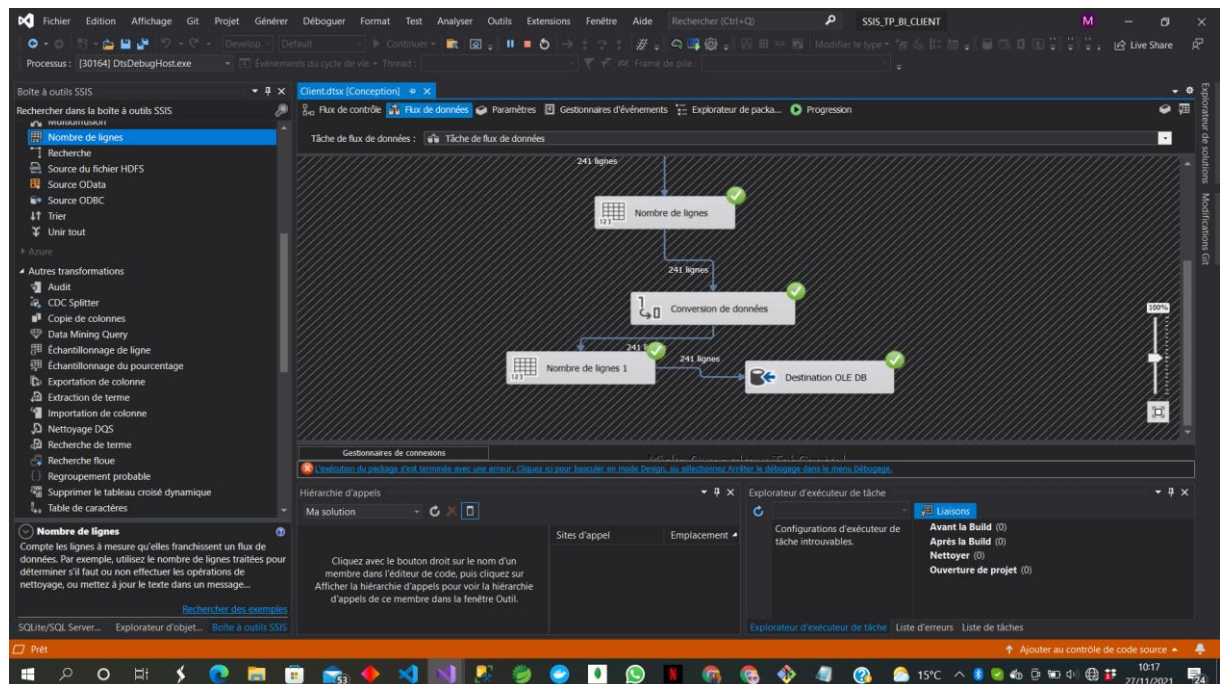 Fichier Edition Affichage Git Projet Générer Déboguer Format Test Analyser Outils Extensions Fenêtre Aide Rechercher (Ctrl+Q) SSIS_TP_BI_CLIENT M
Develop Default Continuer Modifier le type Live Share
Processus : [30164] DtsDebugHost.exe Événements du cycle de vie Thread : Frame de pile :
Boîte à outils SSIS
Rechercher dans la boîte à outils SSIS
Multidiffusion
Nombre de lignes
Recherche
Source du fichier HDFS
Source OData
Source ODBC
Trier
Unir tout
Azure
Autres transformations
Audit
CDC Splitter
Copie de colonnes
Data Mining Query
Échantillonnage de ligne
Échantillonnage du pourcentage
Exportation de colonne
Extraction de terme
Importation de colonne
Nettoyage DQS
Recherche de terme
Recherche floue
Regroupement probable
Supprimer le tableau croisé dynamique
Table de caractères
Nombre de lignes
Compte les lignes à mesure qu'elles franchissent un flux de
données. Par exemple, utilisez le nombre de lignes traitées pour
déterminer s'il faut ou non effectuer les opérations de
nettoyage, ou mettez à jour le texte dans un message...
Rechercher des exemples
SQLite/SQL Server... Explorateur d'objet... Boîte à outils SSIS
Client.dtsx [Conception]
Flux de contrôle Flux de données Paramètres Gestionnaires d'événements Explorateur de packa... Progression
Tâche de flux de données : Tâche de flux de données
241 lignes
Nombre de lignes
241 lignes
Conversion de données
241
Nombre de lignes 1
241 lignes
Destination OLE DB
100%
Gestionnaires de connexions
L'exécution du package s'est terminée avec une erreur. Cliquez ici pour basculer en mode Design, ou sélectionnez Arrêter le débogage dans le menu Débogage.
Hiérarchie d'appels
Ma solution
Sites d'appel Emplacement
Cliquez avec le bouton droit sur le nom d'un
membre dans l'éditeur de code, puis cliquez sur
Afficher la hiérarchie d'appels pour voir la hiérarchie
d'appels de ce membre dans la fenêtre Outil.
Explorateur d'exécuteur de tâche
Configurations d'exécuteur de
tâche introuvables.
Liaisons
Avant la Build (0)
Après la Build (0)
Nettoyer (0)
Ouverture de projet (0)
Explorateur d'exécuteur de tâche Liste d'erreurs Liste de tâches
Explorateur de solutions
Modifications Git
Prêt Ajouter au contrôle de code source
53
15°C
10:17
27/11/2021
24